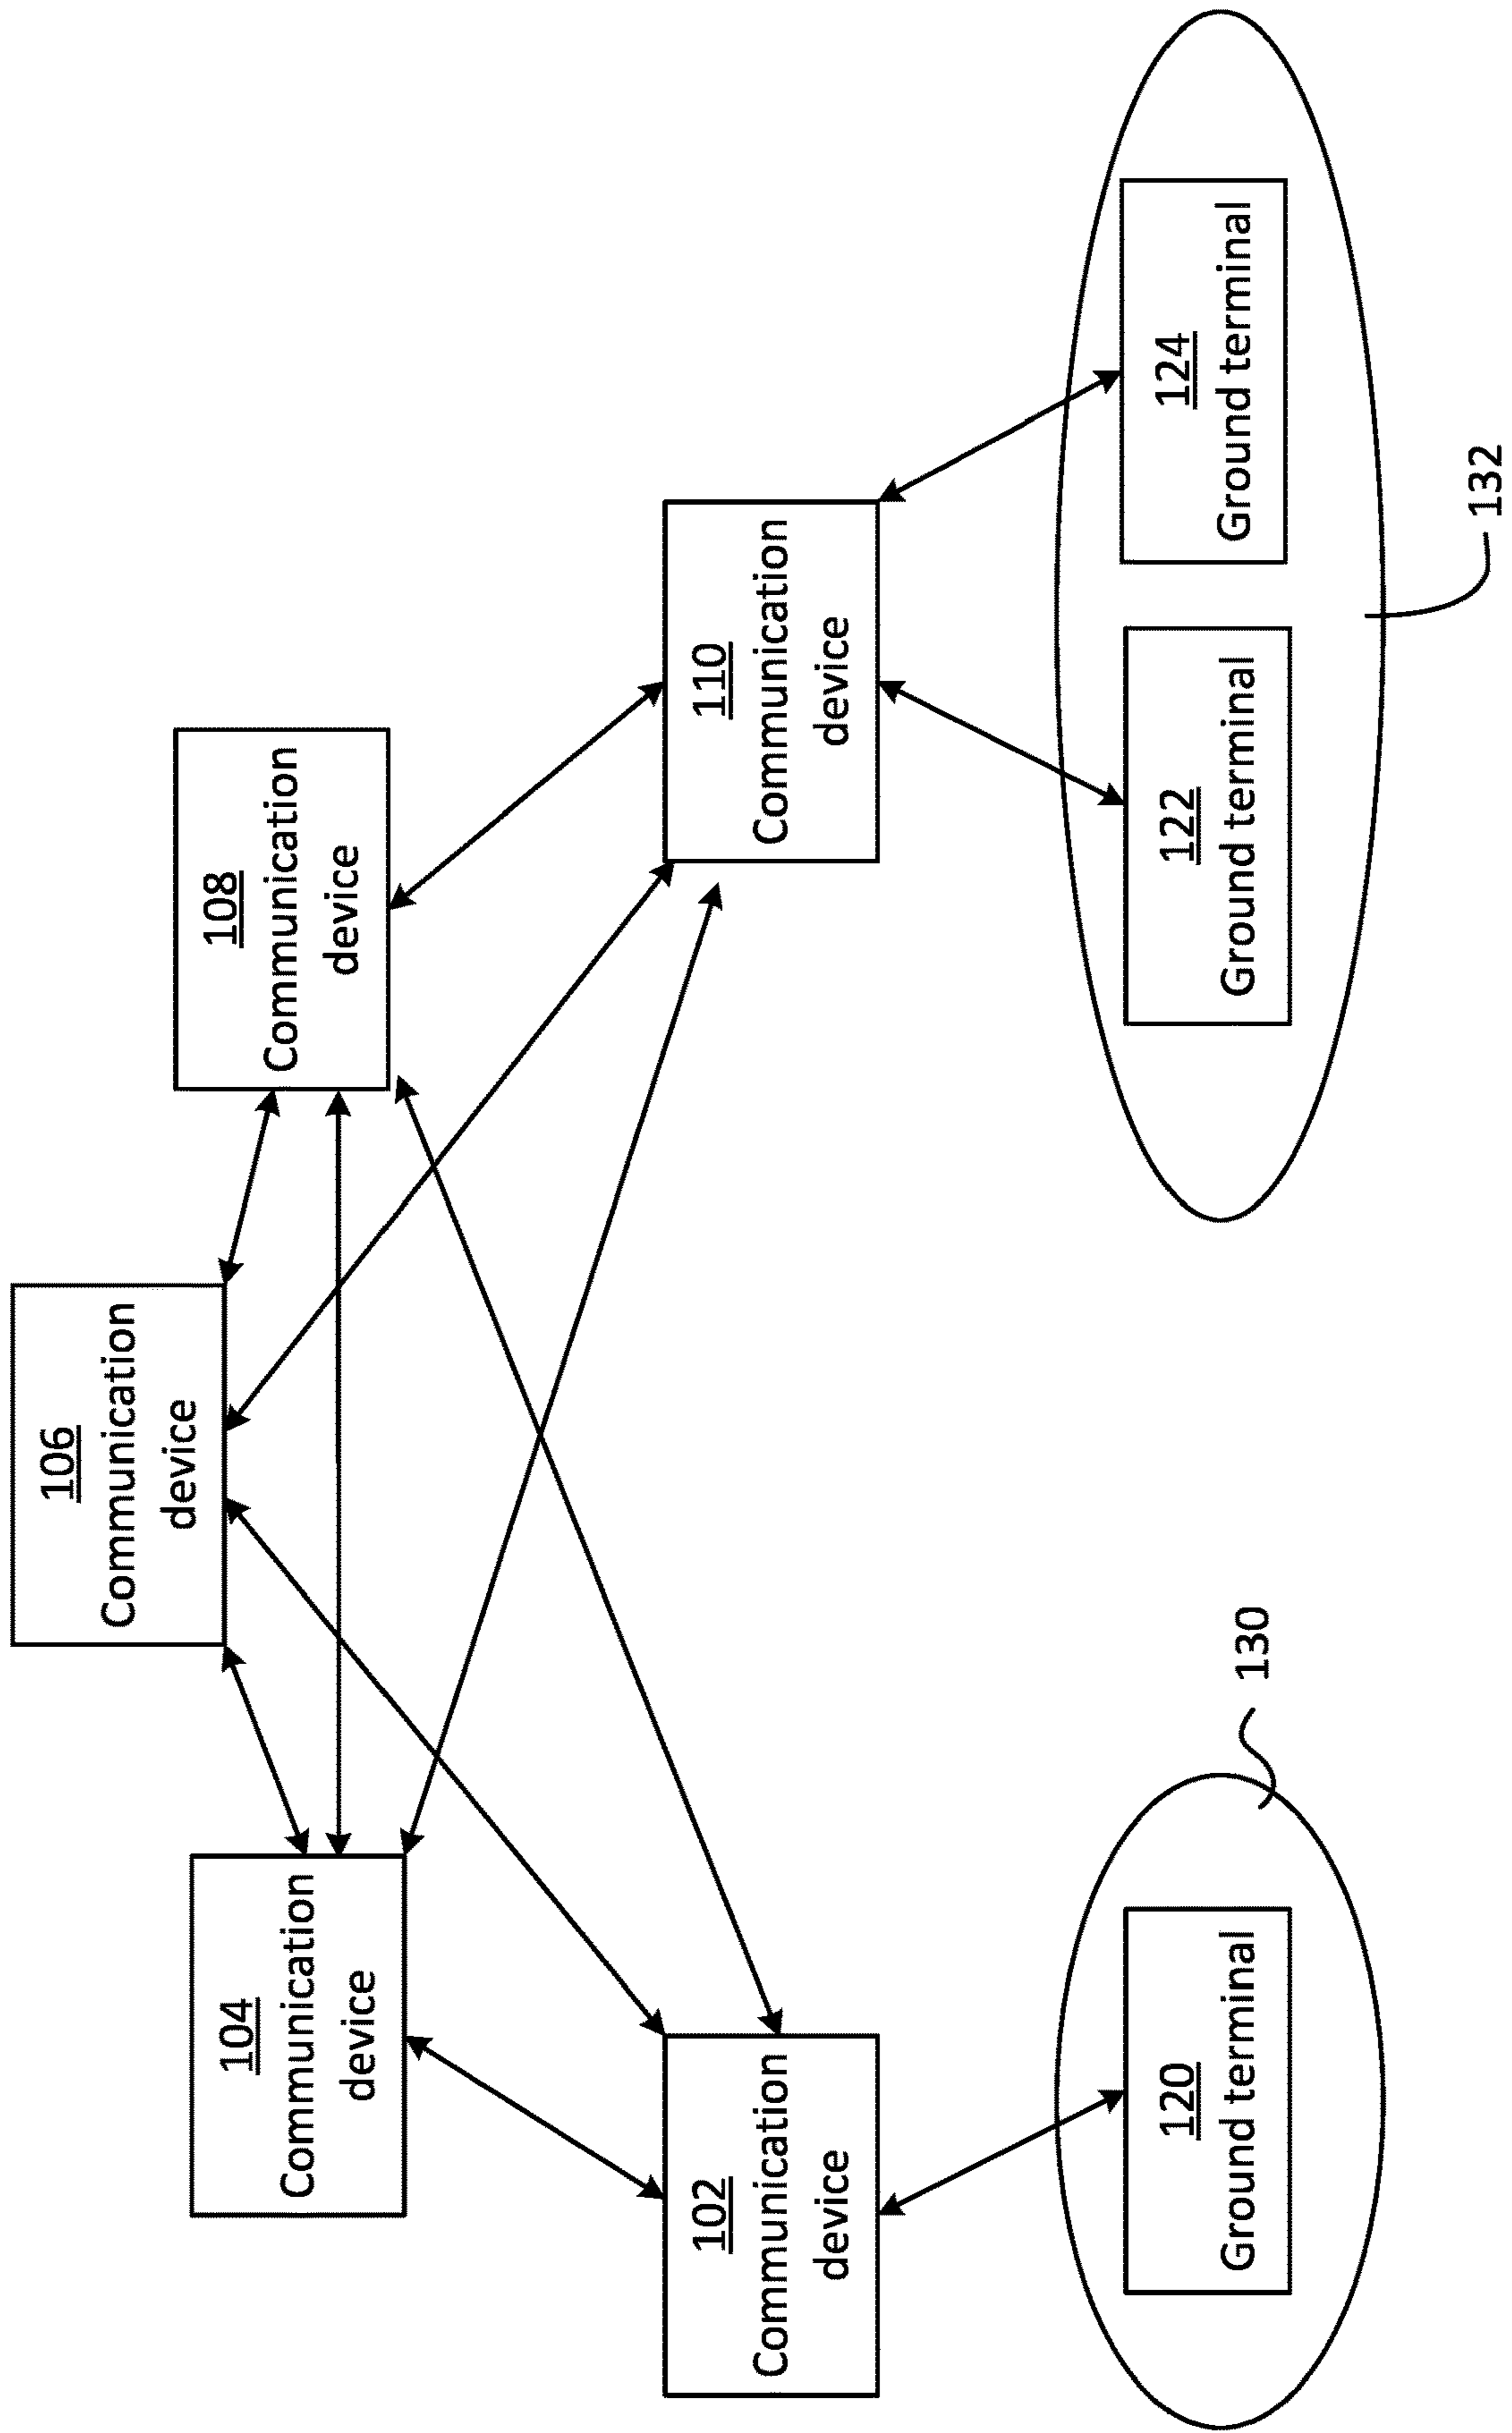 106
Communication
device
108
Communication
device
104
Communication
device
110
Communication
device
102
Communication
device
124
Ground terminal
122
Ground terminal
120
Ground terminal
130
132